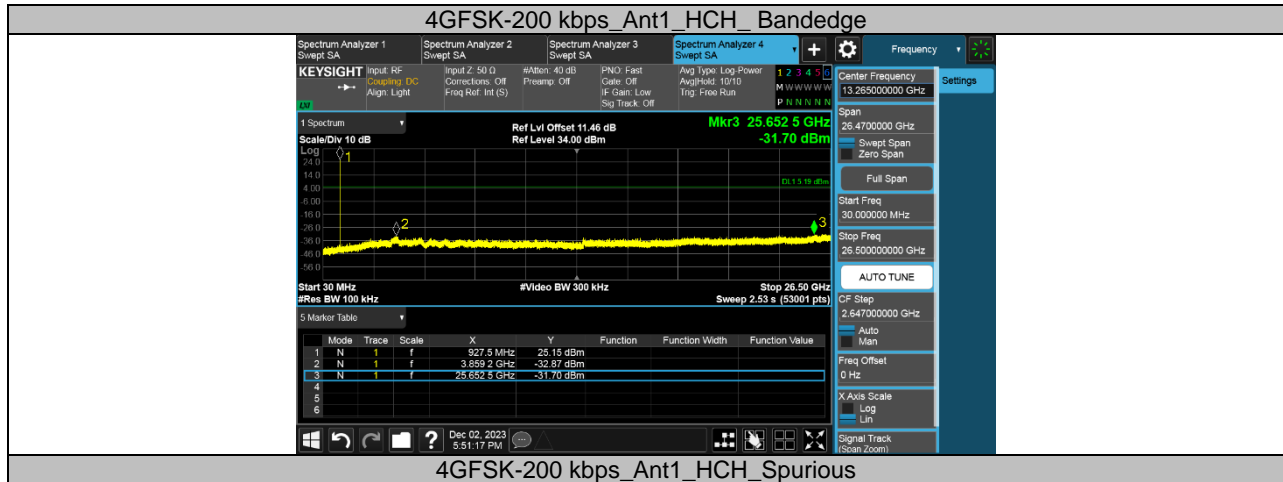 4GFSK-200 kbps_Ant1_HCH_ Bandedge
Spectrum Analyzer 1
Swept SA
Spectrum Analyzer 2
Swept SA
Spectrum Analyzer 3
Swept SA
Spectrum Analyzer 4
Swept SA
Frequency
KEYSIGHT
Input: RF
Coupling: DC
Align: Light
Input Z: 50 Ω
Corrections: Off
Freq Ref: Int (S)
#Atten: 40 dB
Preamp: Off
PNO: Fast
Gate: Off
IF Gain: Low
Sig Track: Off
Avg Type: Log-Power
Avg|Hold: 10/10
Trig: Free Run
1 2 3 4 5 6
M W W W W W
P N N N N N
LXI
Center Frequency
13.265000000 GHz
Settings
1 Spectrum
Scale/Div 10 dB
Ref Lvl Offset 11.46 dB
Ref Level 34.00 dBm
Mkr3 25.652 5 GHz
-31.70 dBm
Span
26.4700000 GHz
Swept Span
Zero Span
Log
24.0
14.0
4.00
-6.00
-16.0
-26.0
-36.0
-46.0
-56.0
1
2
3
DL1 5.19 dBm
Full Span
Start Freq
30.000000 MHz
Stop Freq
26.500000000 GHz
AUTO TUNE
Start 30 MHz
#Res BW 100 kHz
#Video BW 300 kHz
Stop 26.50 GHz
Sweep 2.53 s (53001 pts)
CF Step
2.647000000 GHz
Auto
Man
5 Marker Table
Mode Trace Scale X Y Function Function Width Function Value
1 N 1 f 927.5 MHz 25.15 dBm
2 N 1 f 3.859 2 GHz -32.87 dBm
3 N 1 f 25.652 5 GHz -31.70 dBm
4
5
6
Freq Offset
0 Hz
X Axis Scale
Log
Lin
Signal Track
(Span Zoom)
?
Dec 02, 2023
5:51:17 PM
4GFSK-200 kbps_Ant1_HCH_Spurious